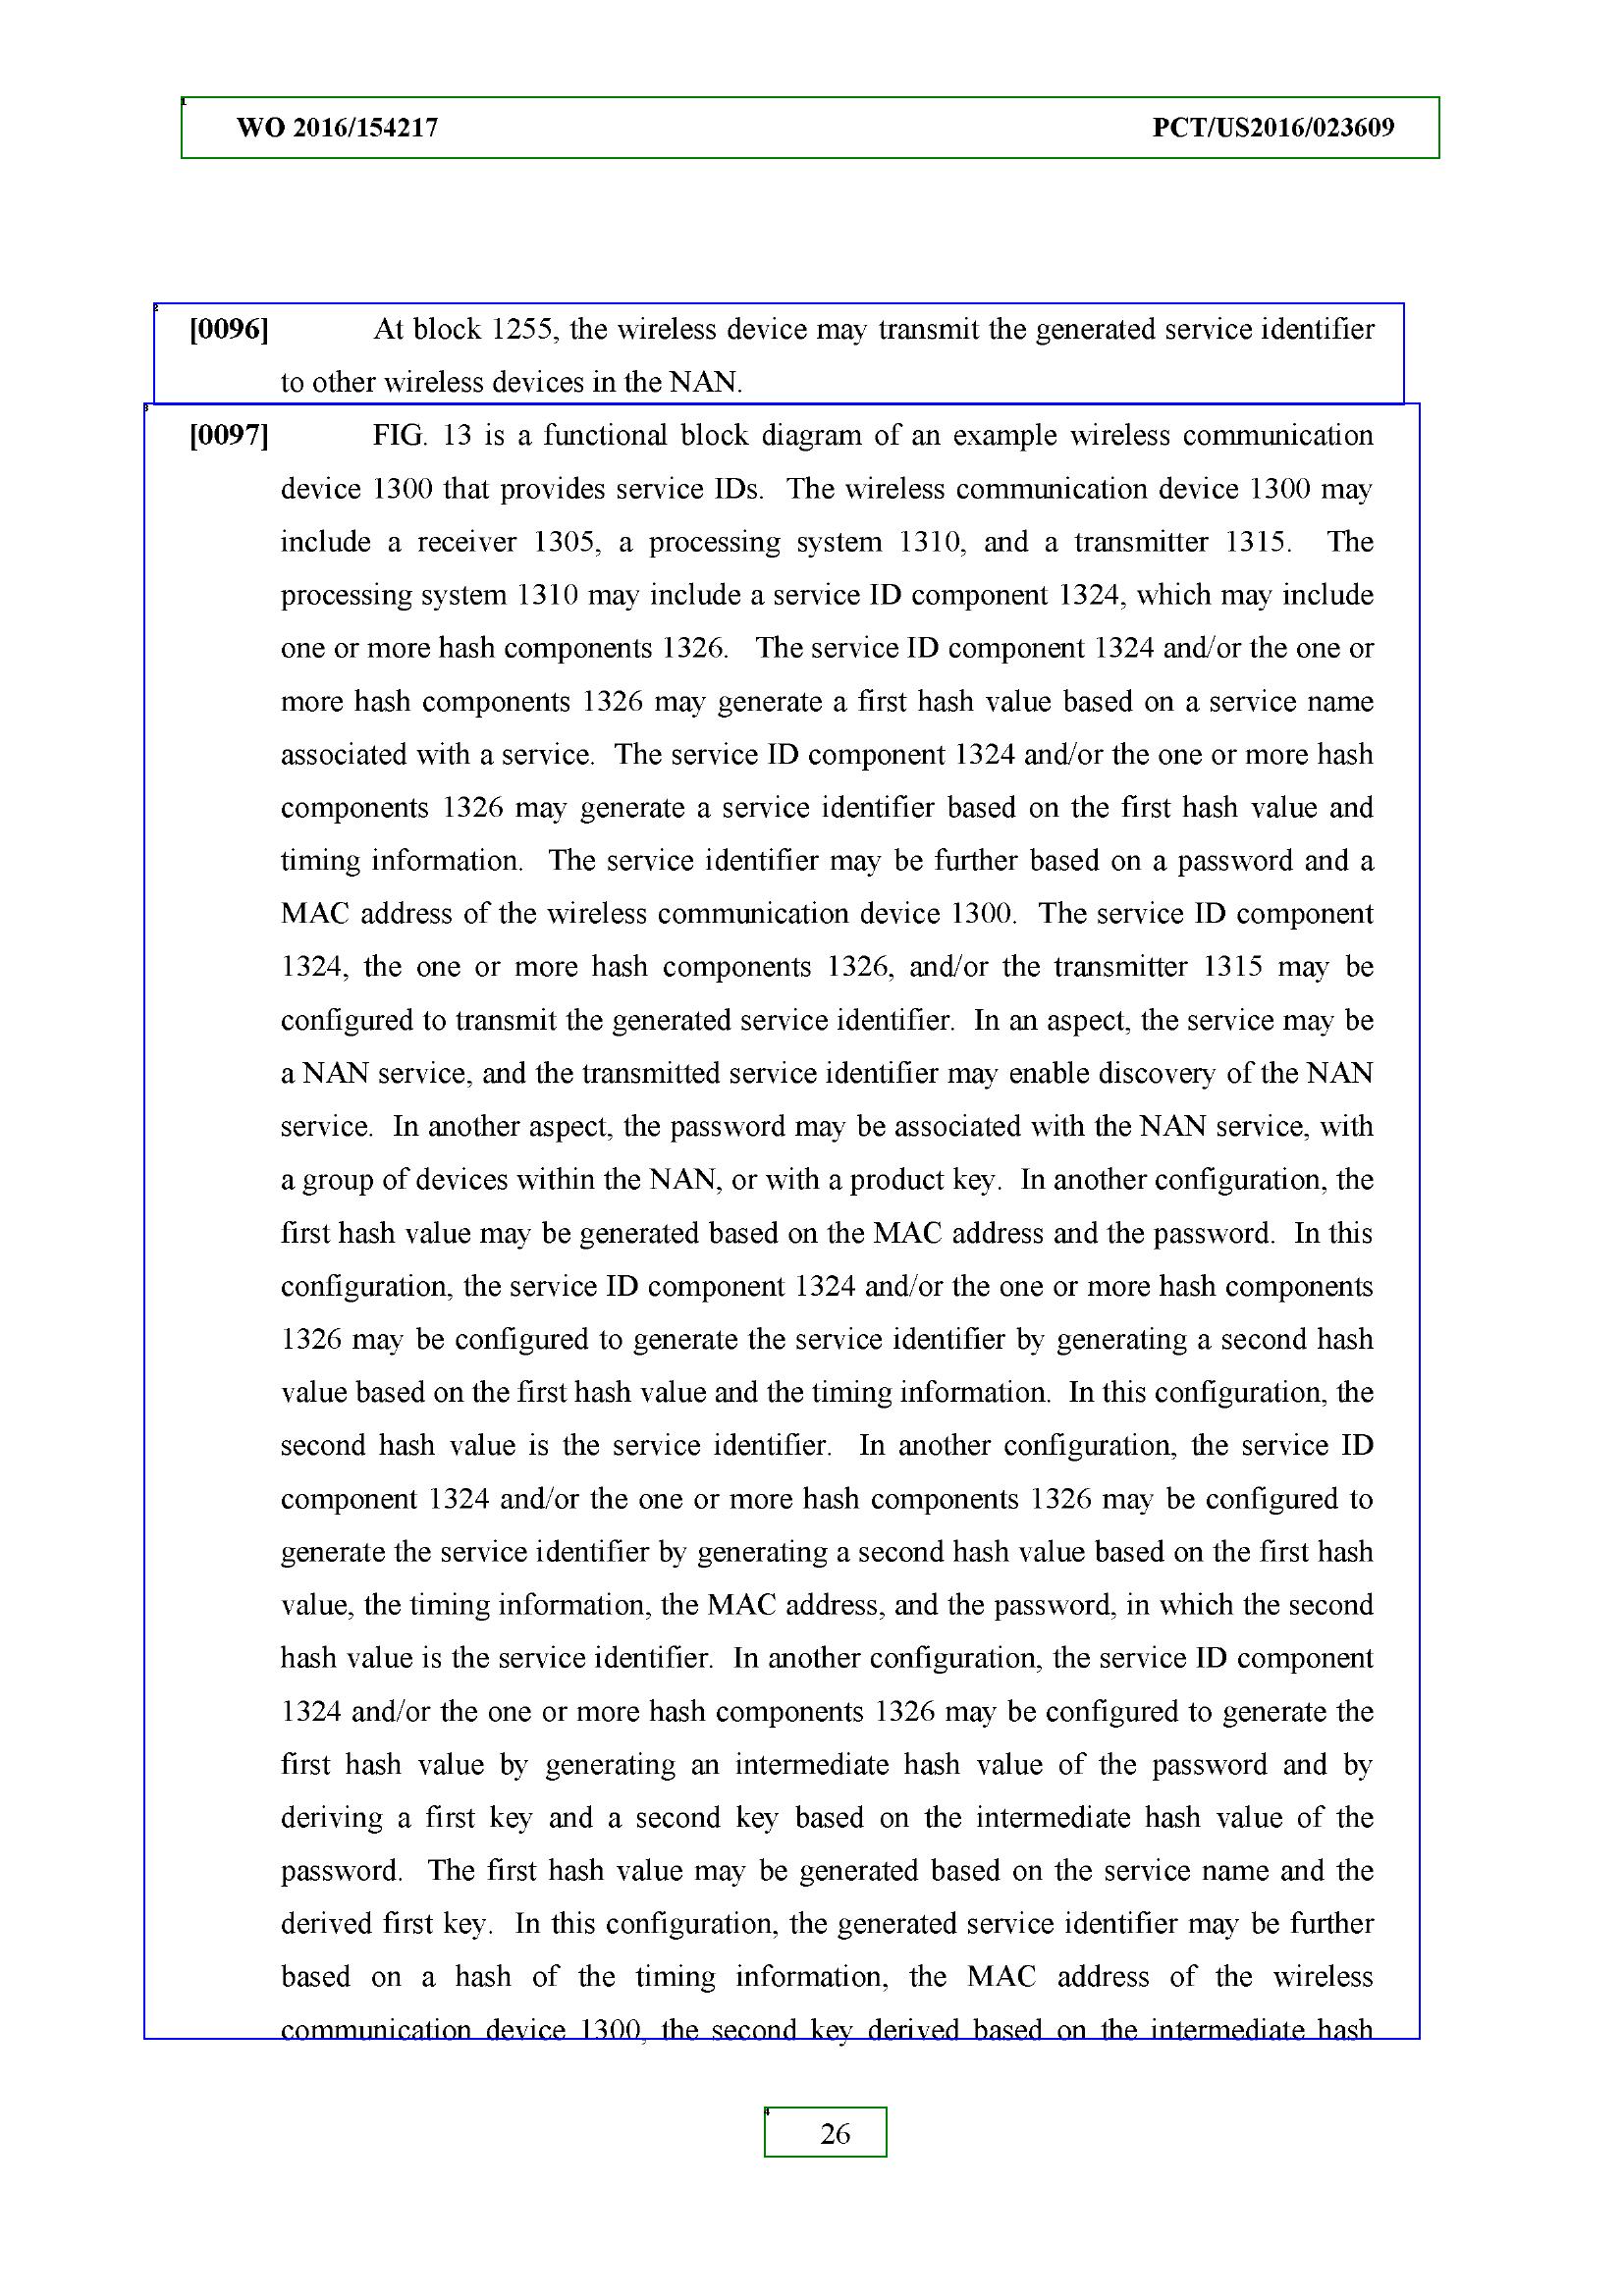 WO 2016/154217 PCT/US2016/023609
[0096] At block 1255, the wireless device may transmit the generated service identifier
to other wireless devices in the NAN.
[0097] FIG. 13 is a functional block diagram of an example wireless communication
device 1300 that provides service IDs. The wireless communication device 1300 may
include a receiver 1305, a processing system 1310, and a transmitter 1315. The
processing system 1310 may include a service ID component 1324, which may include
one or more hash components 1326. The service ID component 1324 and/or the one or
more hash components 1326 may generate a first hash value based on a service name
associated with a service. The service ID component 1324 and/or the one or more hash
components 1326 may generate a service identifier based on the first hash value and
timing information. The service identifier may be further based on a password and a
MAC address of the wireless communication device 1300. The service ID component
1324, the one or more hash components 1326, and/or the transmitter 1315 may be
configured to transmit the generated service identifier. In an aspect, the service may be
a NAN service, and the transmitted service identifier may enable discovery of the NAN
service. In another aspect, the password may be associated with the NAN service, with
a group of devices within the NAN, or with a product key. In another configuration, the
first hash value may be generated based on the MAC address and the password. In this
configuration, the service ID component 1324 and/or the one or more hash components
1326 may be configured to generate the service identifier by generating a second hash
value based on the first hash value and the timing information. In this configuration, the
second hash value is the service identifier. In another configuration, the service ID
component 1324 and/or the one or more hash components 1326 may be configured to
generate the service identifier by generating a second hash value based on the first hash
value, the timing information, the MAC address, and the password, in which the second
hash value is the service identifier. In another configuration, the service ID component
1324 and/or the one or more hash components 1326 may be configured to generate the
first hash value by generating an intermediate hash value of the password and by
deriving a first key and a second key based on the intermediate hash value of the
password. The first hash value may be generated based on the service name and the
derived first key. In this configuration, the generated service identifier may be further
based on a hash of the timing information, the MAC address of the wireless
communication device 1300, the second key derived based on the intermediate hash
26